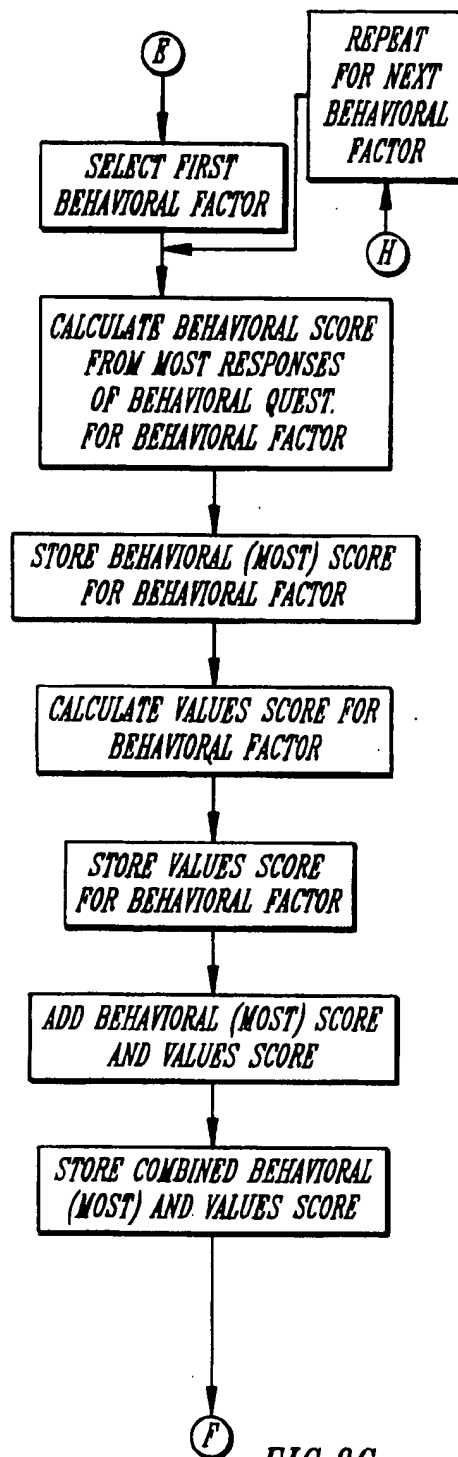 E
REPEAT
FOR NEXT
BEHAVIORAL
FACTOR
SELECT FIRST
BEHAVIORAL FACTOR
H
CALCULATE BEHAVIORAL SCORE
FROM MOST RESPONSES
OF BEHAVIORAL QUEST.
FOR BEHAVIORAL FACTOR
STORE BEHAVIORAL (MOST) SCORE
FOR BEHAVIORAL FACTOR
CALCULATE VALUES SCORE FOR
BEHAVIORAL FACTOR
STORE VALUES SCORE
FOR BEHAVIORAL FACTOR
ADD BEHAVIORAL (MOST) SCORE
AND VALUES SCORE
STORE COMBINED BEHAVIORAL
(MOST) AND VALUES SCORE
F